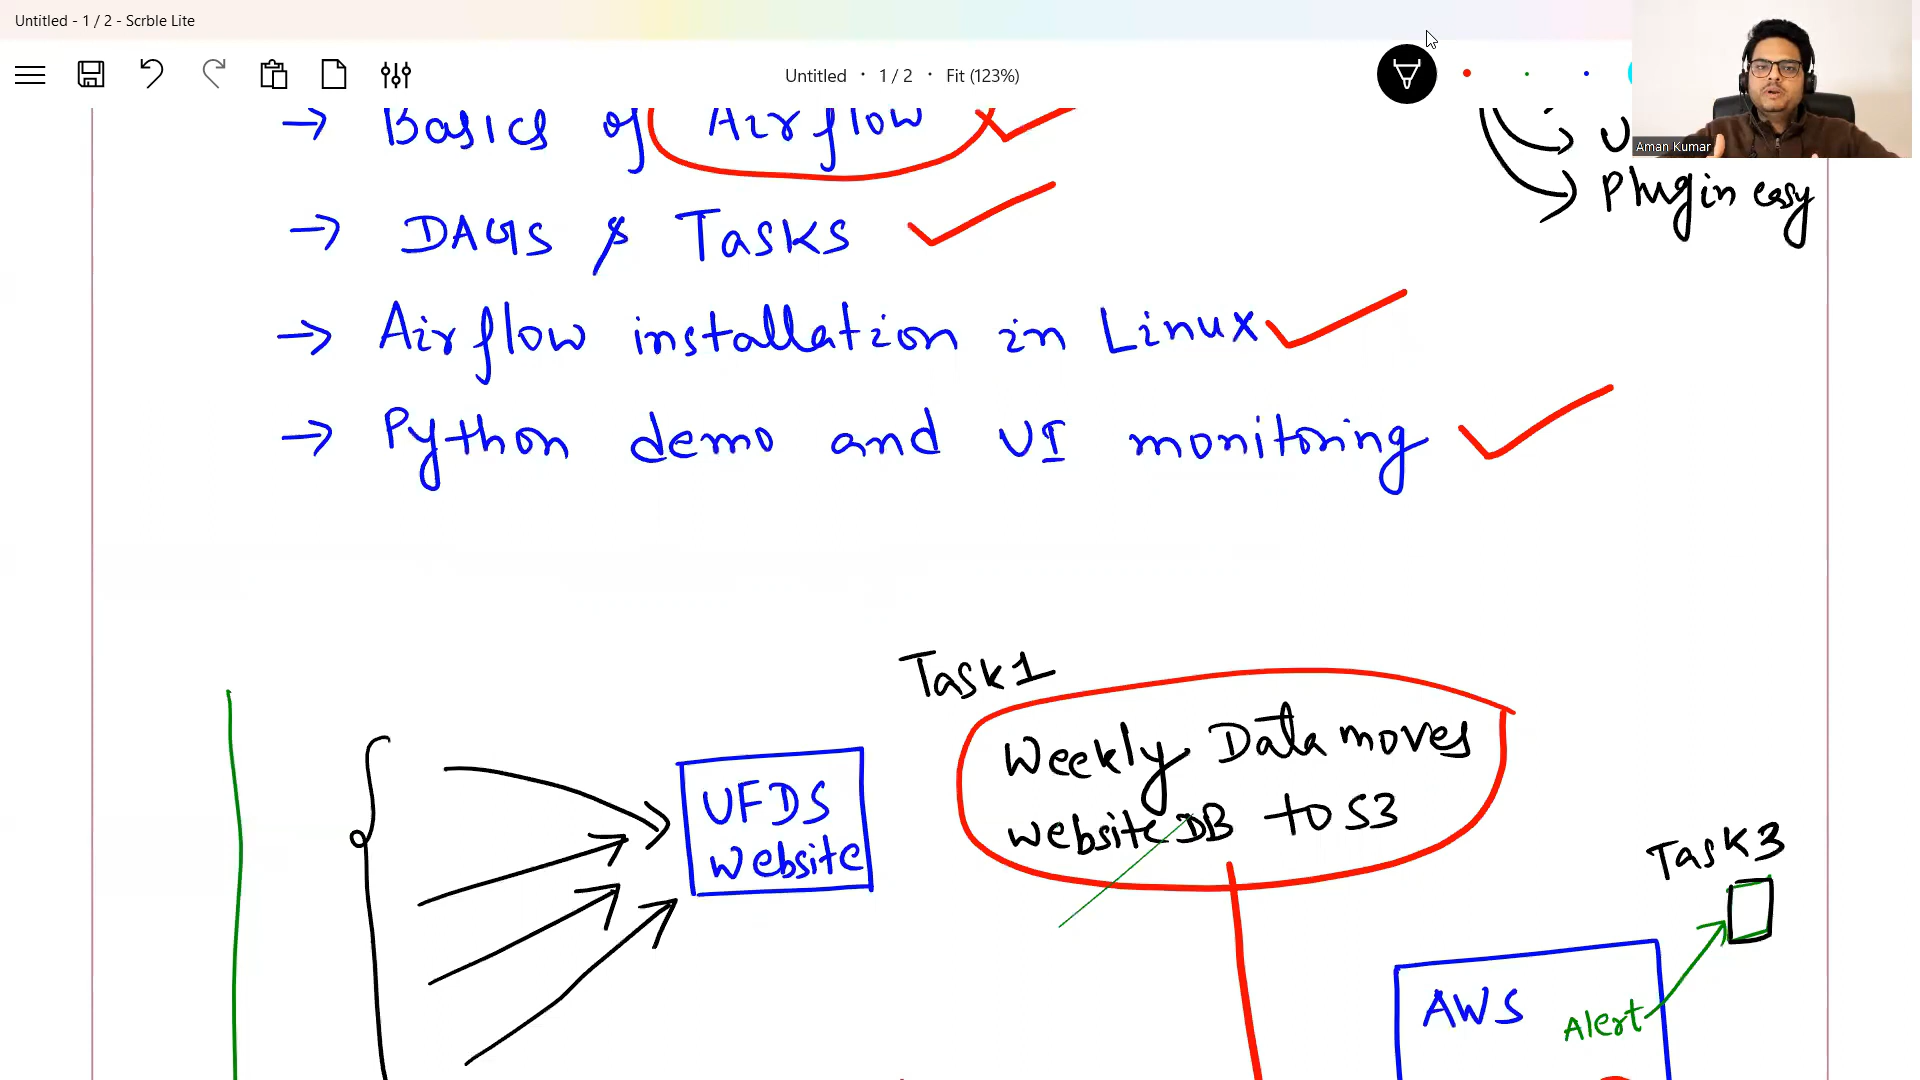 Untitled - 1 / 2 - Scrble Lite
Untitled • 1 / 2 • Fit (123%)
Aman Kumar
→ Basics of Airflow
→ DAGs & Tasks
→ Airflow installation in Linux
→ Python demo and UI monitoring
U
Plugin easy
Task1
Weekly Data moves
website DB to S3
UFDS
Website
Task3
AWS
Alert